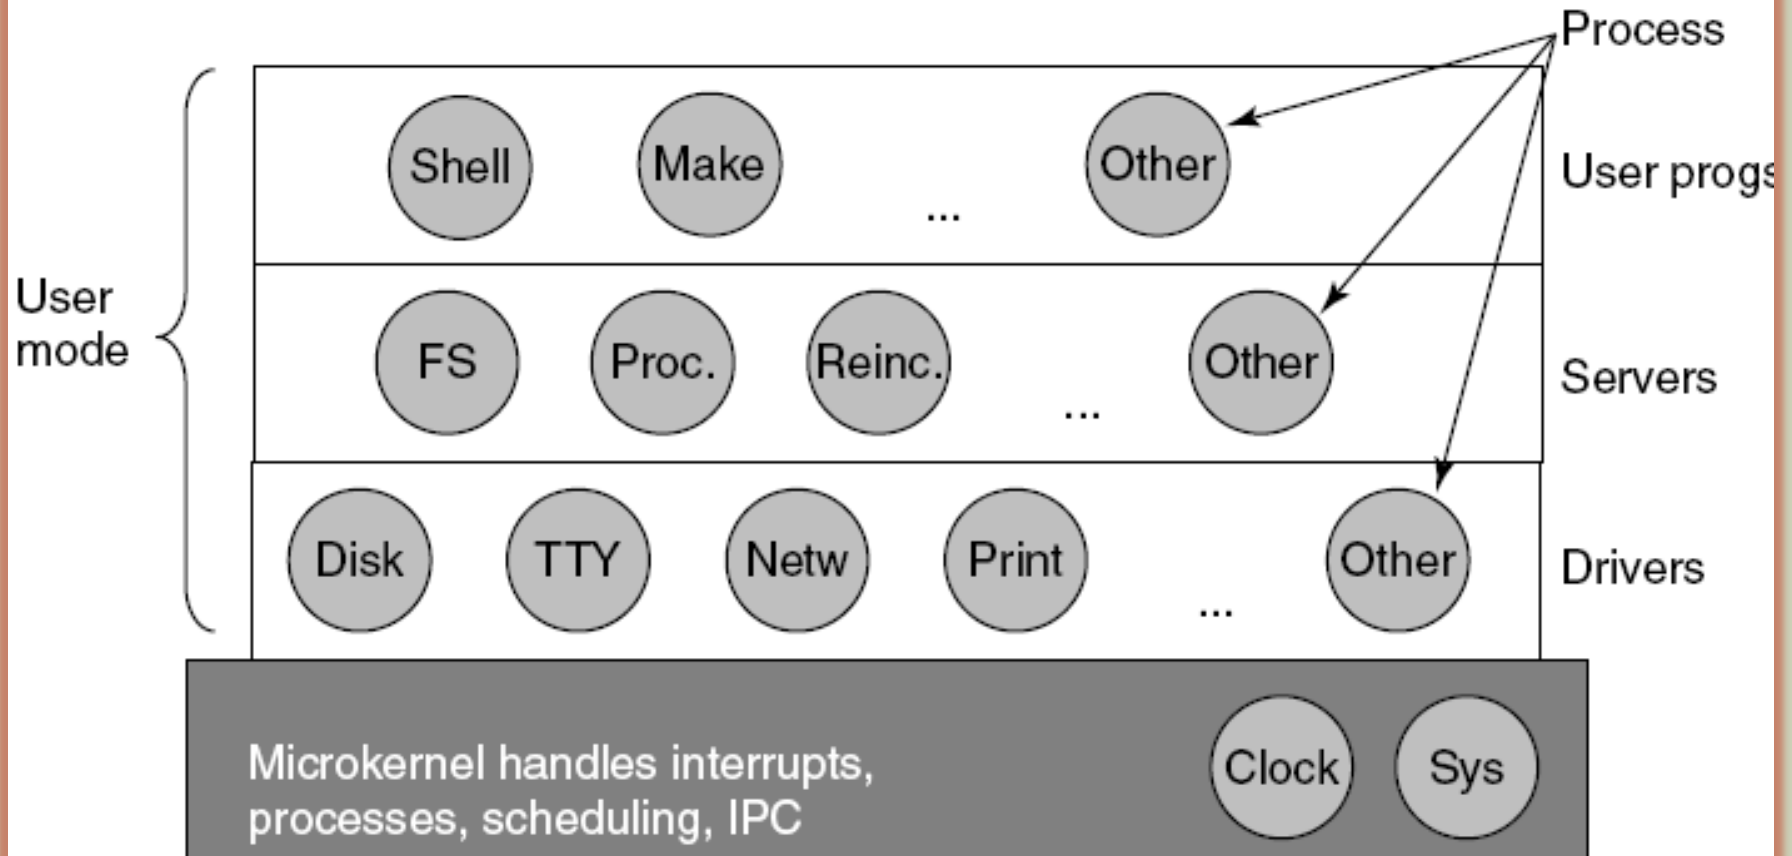 Process
Shell
Make
...
Other
User progs
User
mode
FS
Proc.
Reinc.
...
Other
Servers
Disk
TTY
Netw
Print
...
Other
Drivers
Microkernel handles interrupts,
processes, scheduling, IPC
Clock
Sys